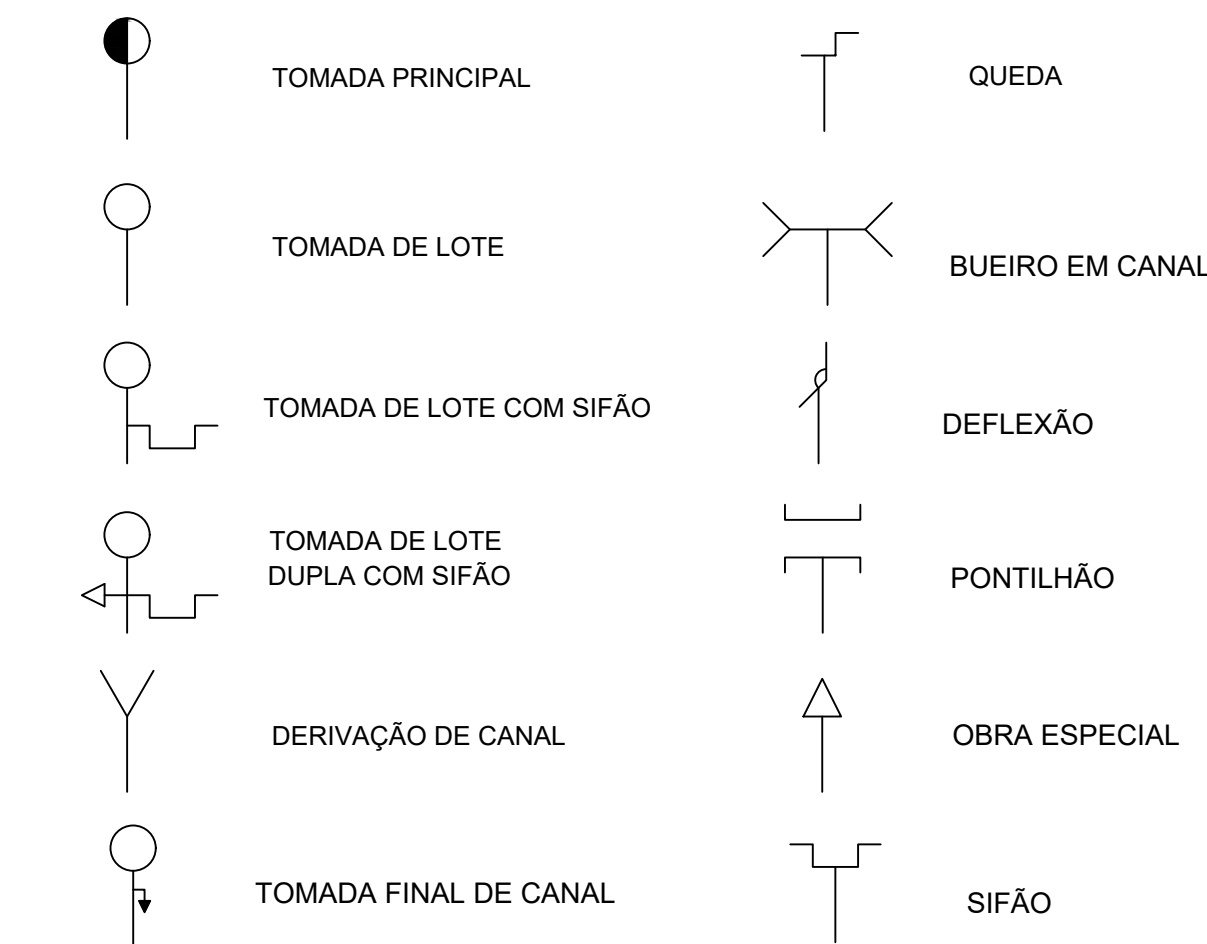 TOMADA PRINCIPAL
TOMADA DE LOTE
TOMADA DE LOTE COM SIFÃO
TOMADA DE LOTE
DUPLA COM SIFÃO
DERIVAÇÃO DE CANAL
TOMADA FINAL DE CANAL
QUEDA
BUEIRO EM CANAL
DEFLEXÃO
PONTILHÃO
OBRA ESPECIAL
SIFÃO